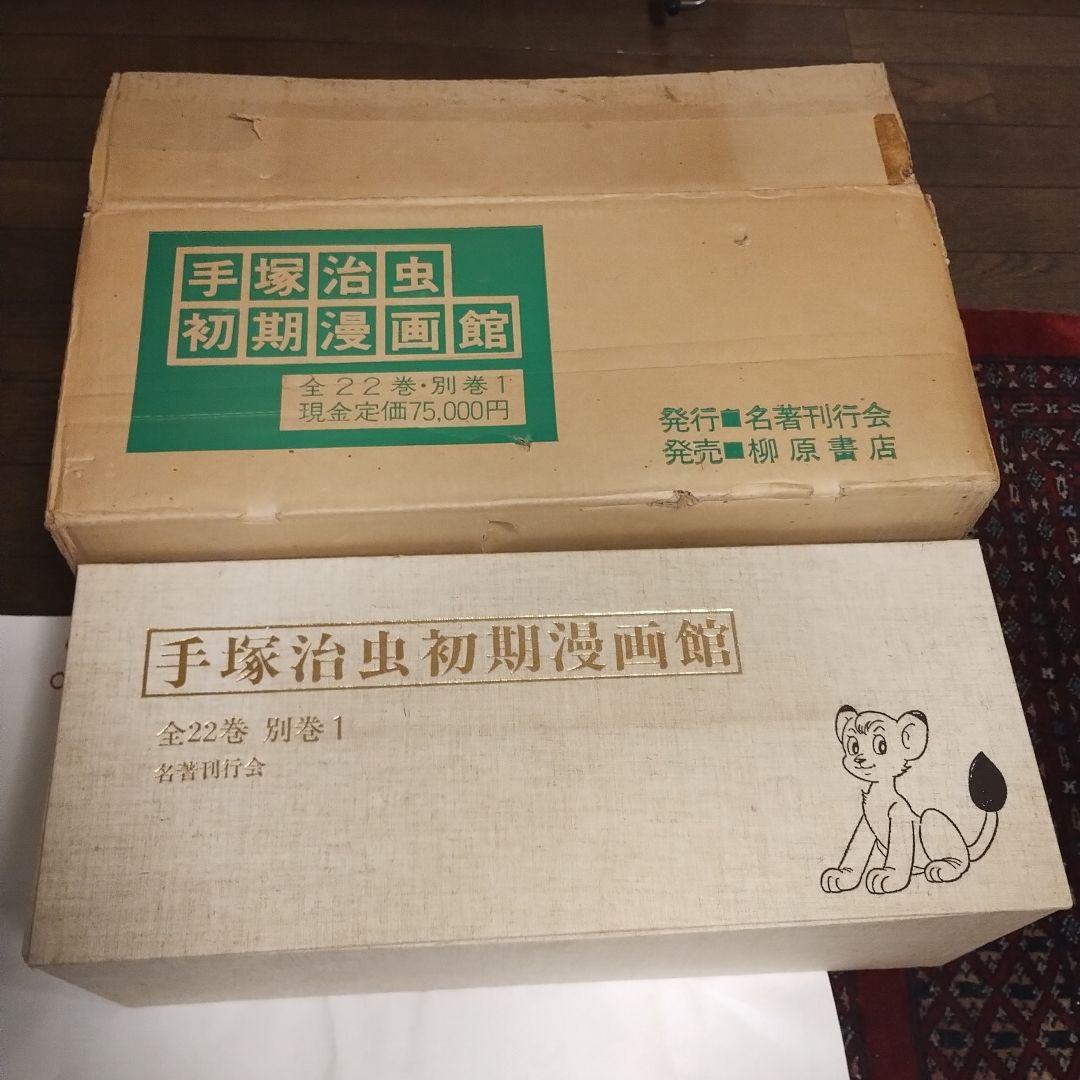 手塚治虫
初期漫画館
全22巻・別巻1
現金定価75,000円
発行■名著刊行会
発売■柳原書店
手塚治虫初期漫画館
全22巻 別巻1
名著刊行会